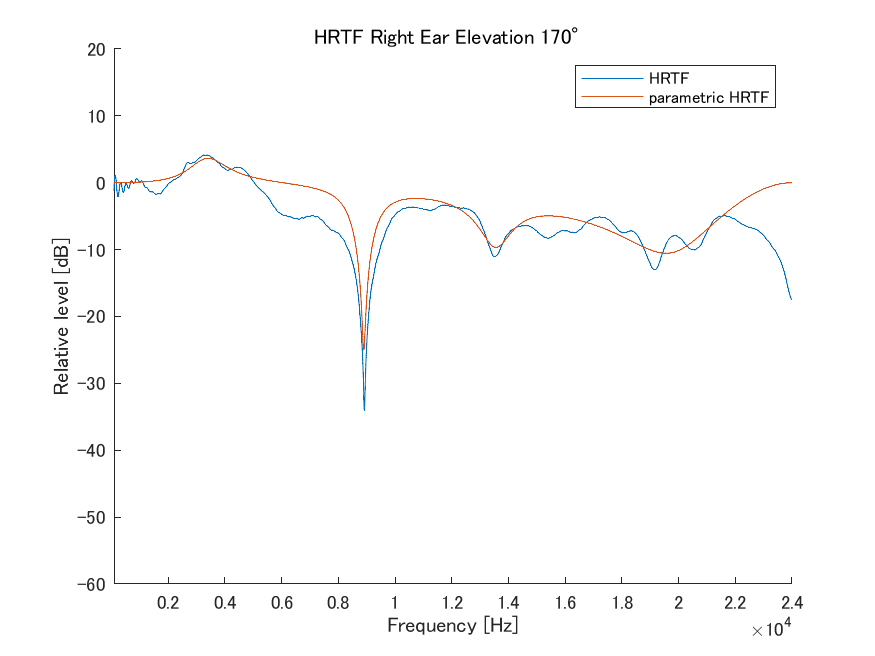 HRTF Right Ear Elevation 170°
HRTF
parametric HRTF
20
10
0
-10
-20
-30
-40
-50
-60
Relative level [dB]
0.2 0.4 0.6 0.8 1 1.2 1.4 1.6 1.8 2 2.2 2.4
Frequency [Hz]
×10⁴